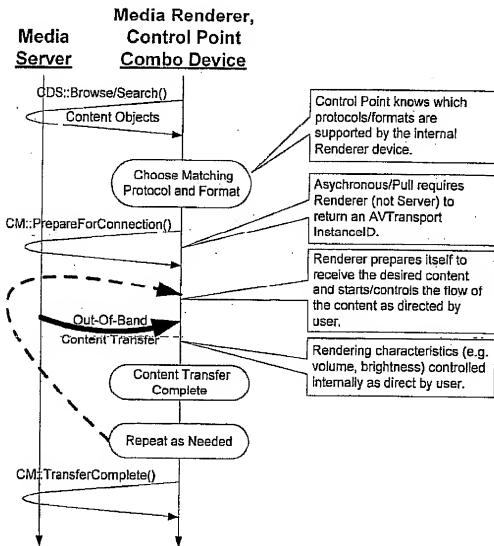 Media
Server
Media Renderer,
Control Point
Combo Device
CDS::Browse/Search()
Content Objects
Control Point knows which
protocols/formats are
supported by the internal
Renderer device.
Choose Matching
Protocol and Format
Asychronous/Pull requires
Renderer (not Server) to
return an AVTransport
InstanceID.
CM::PrepareForConnection()
Renderer prepares itself to
receive the desired content
and starts/controls the flow of
the content as directed by
user.
Out-Of-Band
Content Transfer
Rendering characteristics (e.g.
volume, brightness) controlled
internally as direct by user.
Content Transfer
Complete
Repeat as Needed
CM::TransferComplete()